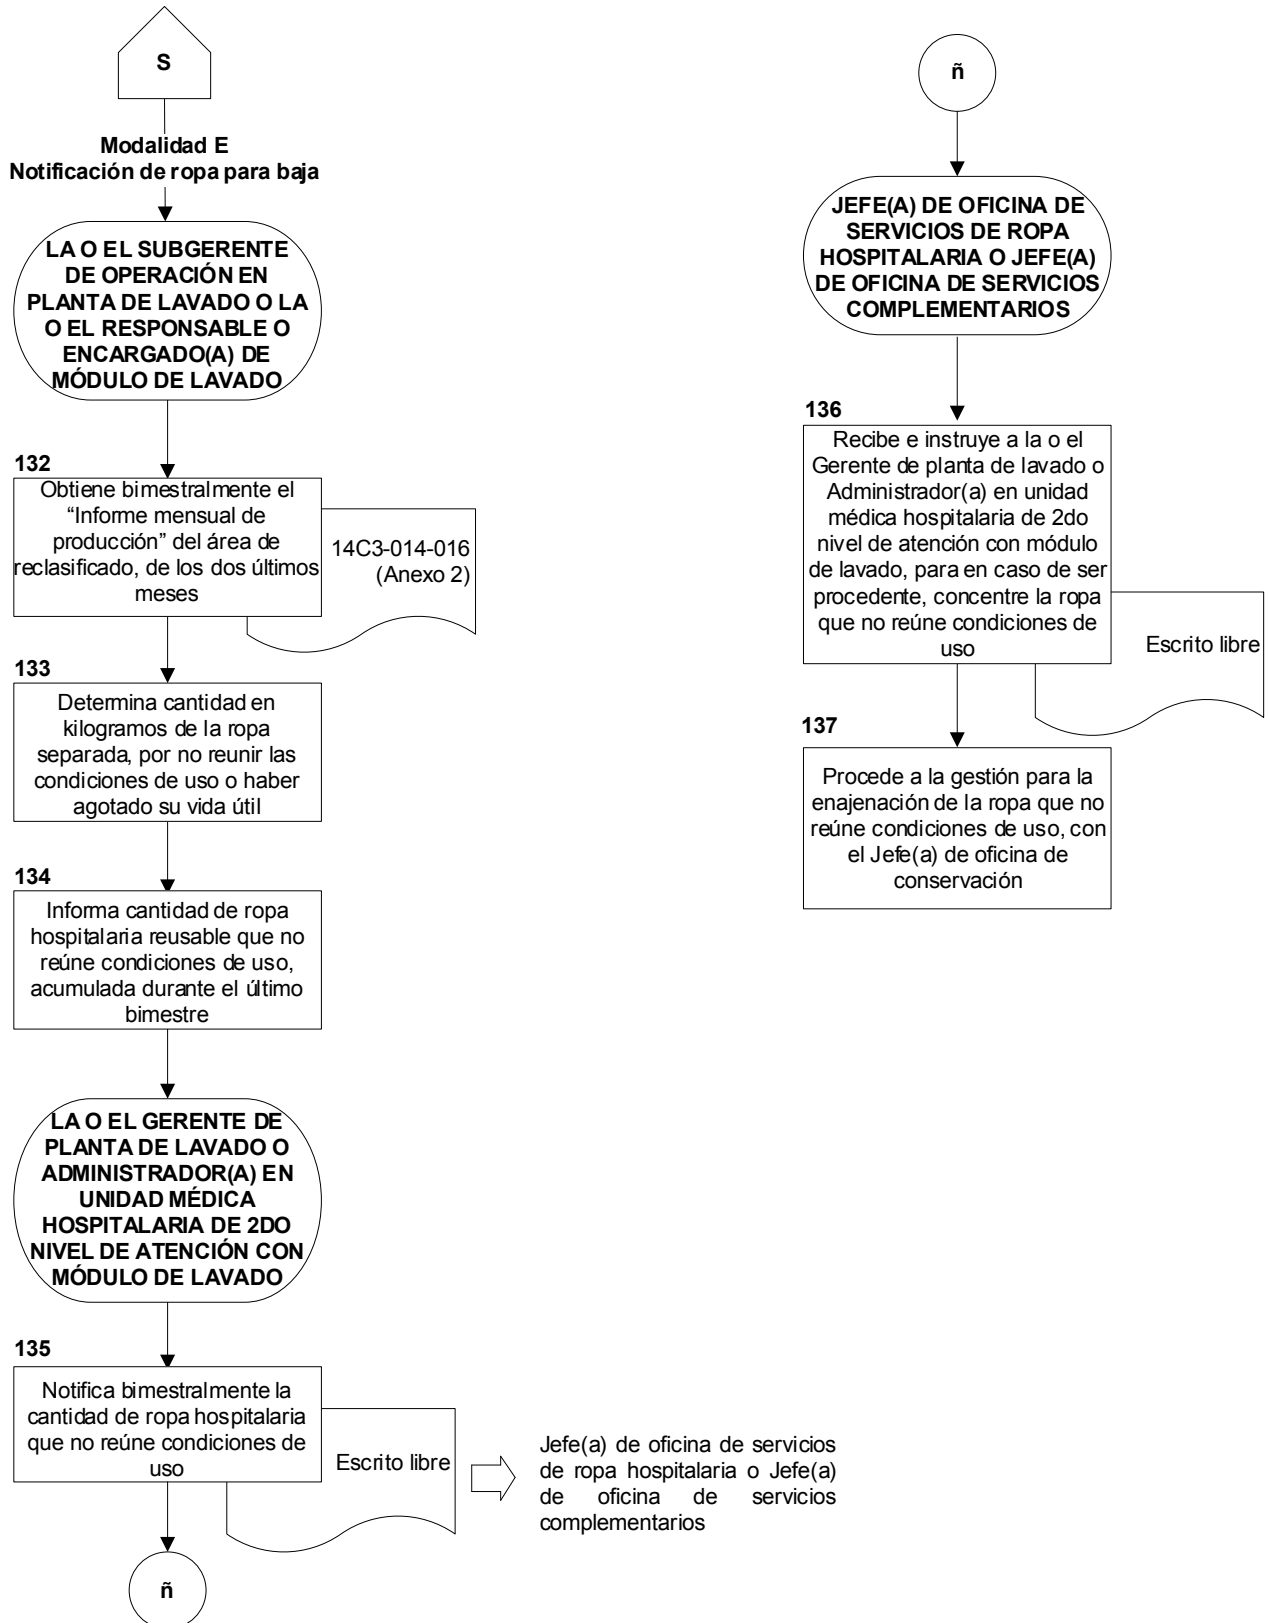 S
Modalidad E
Notificación de ropa para baja
LA O EL SUBGERENTE
DE OPERACIÓN EN
PLANTA DE LAVADO O LA
O EL RESPONSABLE O
ENCARGADO(A) DE
MÓDULO DE LAVADO
132
Obtiene bimestralmente el
“Informe mensual de
producción” del área de
reclasificado, de los dos últimos
meses
14C3-014-016
(Anexo 2)
133
Determina cantidad en
kilogramos de la ropa
separada, por no reunir las
condiciones de uso o haber
agotado su vida útil
134
Informa cantidad de ropa
hospitalaria reusable que no
reúne condiciones de uso,
acumulada durante el último
bimestre
LA O EL GERENTE DE
PLANTA DE LAVADO O
ADMINISTRADOR(A) EN
UNIDAD MÉDICA
HOSPITALARIA DE 2DO
NIVEL DE ATENCIÓN CON
MÓDULO DE LAVADO
135
Notifica bimestralmente la
cantidad de ropa hospitalaria
que no reúne condiciones de
uso
Escrito libre
Jefe(a) de oficina de servicios
de ropa hospitalaria o Jefe(a)
de oficina de servicios
complementarios
ñ
ñ
JEFE(A) DE OFICINA DE
SERVICIOS DE ROPA
HOSPITALARIA O JEFE(A)
DE OFICINA DE SERVICIOS
COMPLEMENTARIOS
136
Recibe e instruye a la o el
Gerente de planta de lavado o
Administrador(a) en unidad
médica hospitalaria de 2do
nivel de atención con módulo
de lavado, para en caso de ser
procedente, concentre la ropa
que no reúne condiciones de
uso
Escrito libre
137
Procede a la gestión para la
enajenación de la ropa que no
reúne condiciones de uso, con
el Jefe(a) de oficina de
conservación